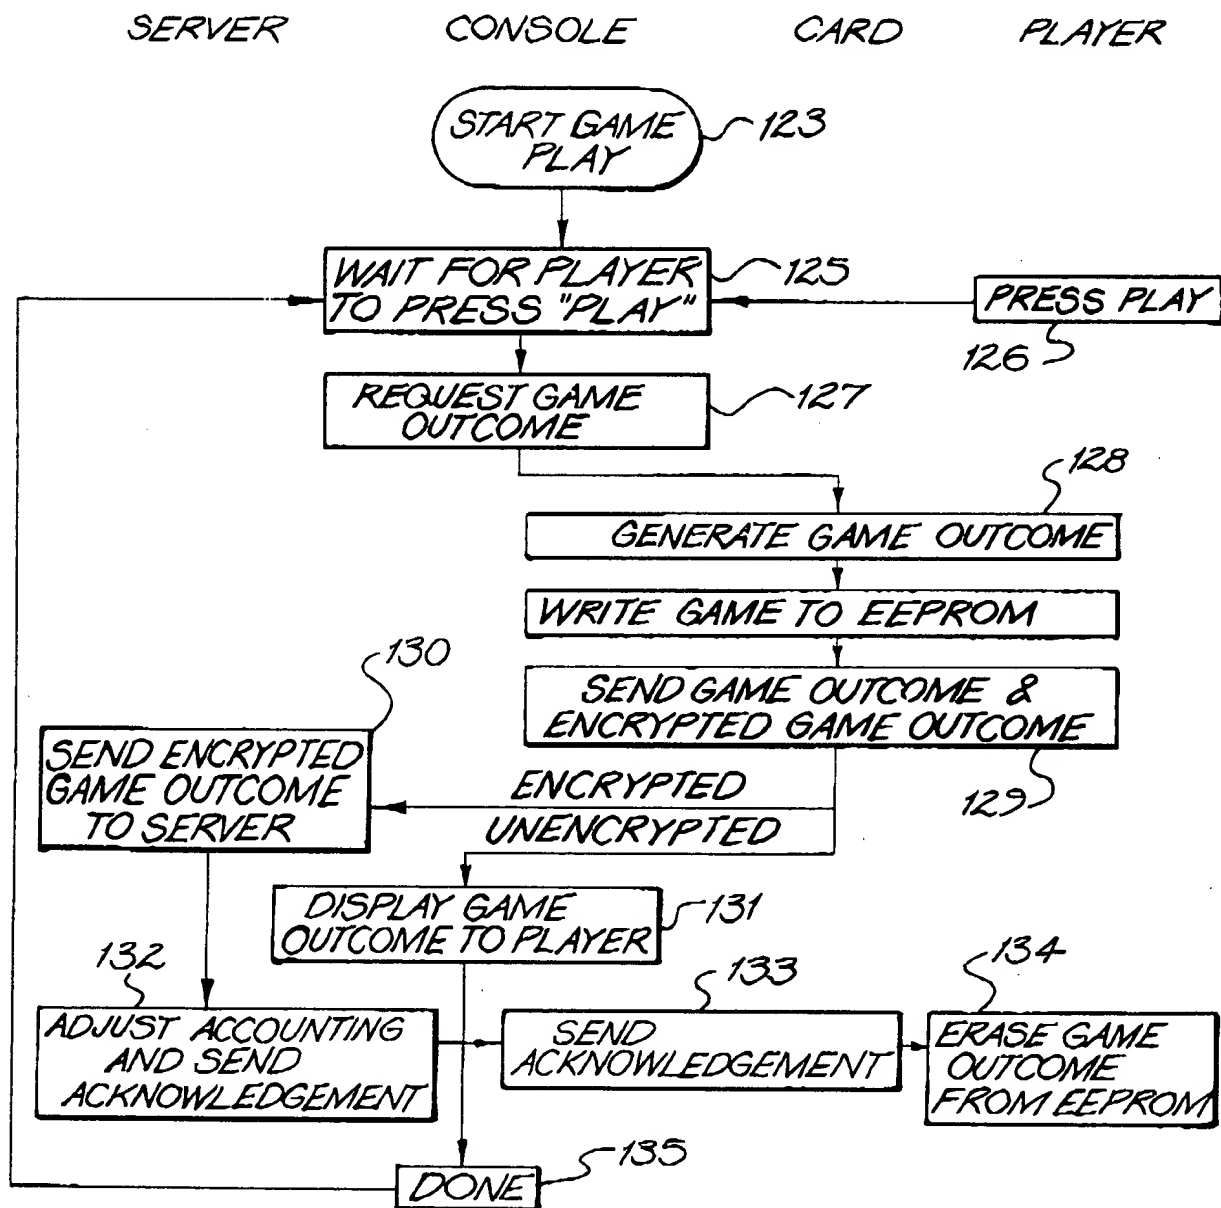 SERVER CONSOLE CARD PLAYER
START GAME
PLAY
123
WAIT FOR PLAYER
TO PRESS "PLAY"
125
PRESS PLAY
126
REQUEST GAME
OUTCOME
127
128
GENERATE GAME OUTCOME
WRITE GAME TO EEPROM
SEND GAME OUTCOME &
ENCRYPTED GAME OUTCOME
129
130
SEND ENCRYPTED
GAME OUTCOME
TO SERVER
ENCRYPTED
UNENCRYPTED
DISPLAY GAME
OUTCOME TO PLAYER
131
132
ADJUST ACCOUNTING
AND SEND
ACKNOWLEDGEMENT
133
SEND
ACKNOWLEDGEMENT
134
ERASE GAME
OUTCOME
FROM EEPROM
DONE
135